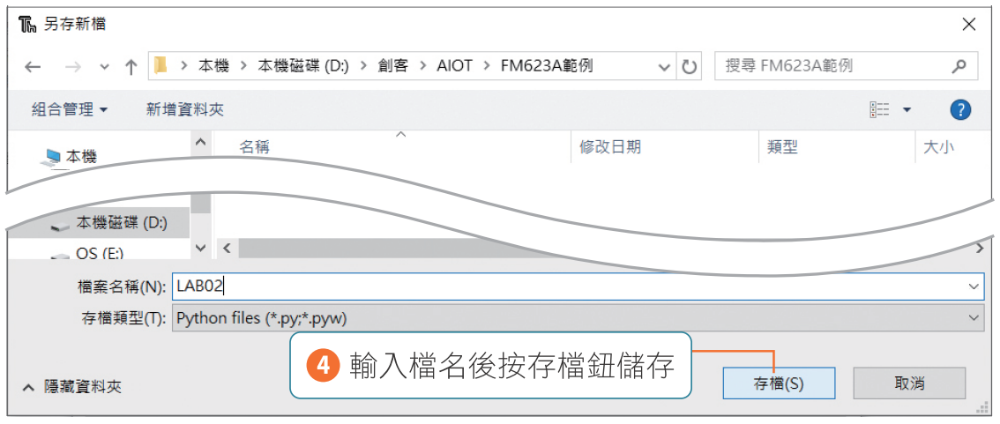 另存新檔
本機 > 本機磁碟 (D:) > 創客 > AIOT > FM623A範例
搜尋 FM623A範例
組合管理
新增資料夾
?
本機
名稱
修改日期
類型
大小
本機磁碟 (D:)
OS (E:)
檔案名稱(N): LAB02
存檔類型(T): Python files (*.py;*.pyw)
4 輸入檔名後按存檔鈕儲存
隱藏資料夾
存檔(S)
取消